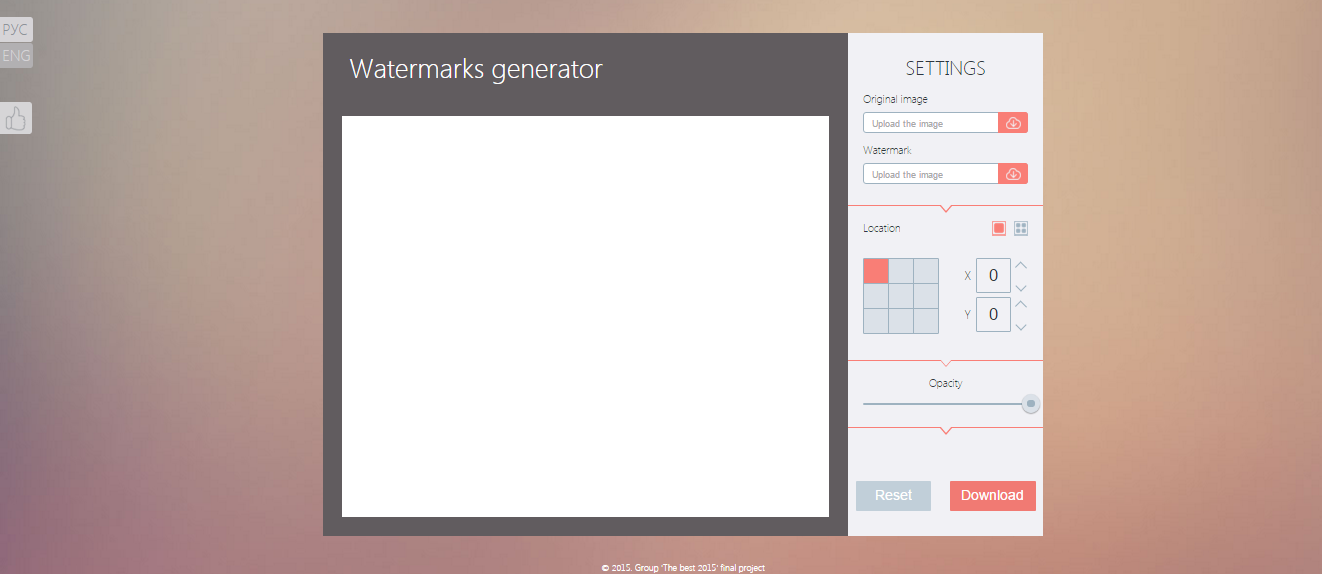 РУС
ENG
Watermarks generator
SETTINGS
Original image
Upload the image
Watermark
Upload the image
Location
X 0
Y 0
Opacity
Reset Download
© 2015. Group 'The best 2015' final project